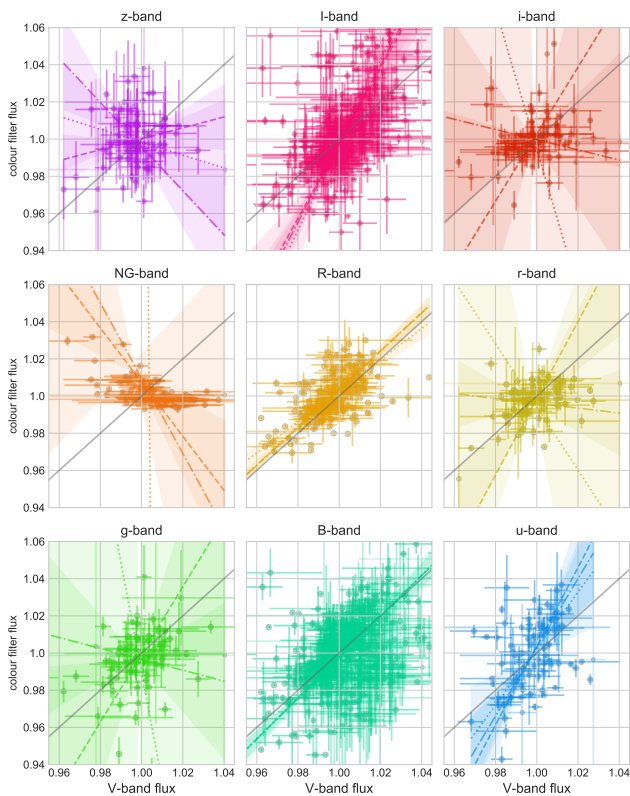 z-band
I-band
i-band
1.06
1.04
1.02
1.0
0.98
0.96
0.94
colour filter flux
NG-band
R-band
r-band
1.06
1.04
1.02
1.0
0.98
0.96
0.94
colour filter flux
g-band
B-band
u-band
1.06
1.04
1.02
1.0
0.98
0.96
0.94
colour filter flux
0.96 0.98 1.00 1.02 1.04
0.96 0.98 1.00 1.02 1.04
0.96 0.98 1.00 1.02 1.04
V-band flux
V-band flux
V-band flux